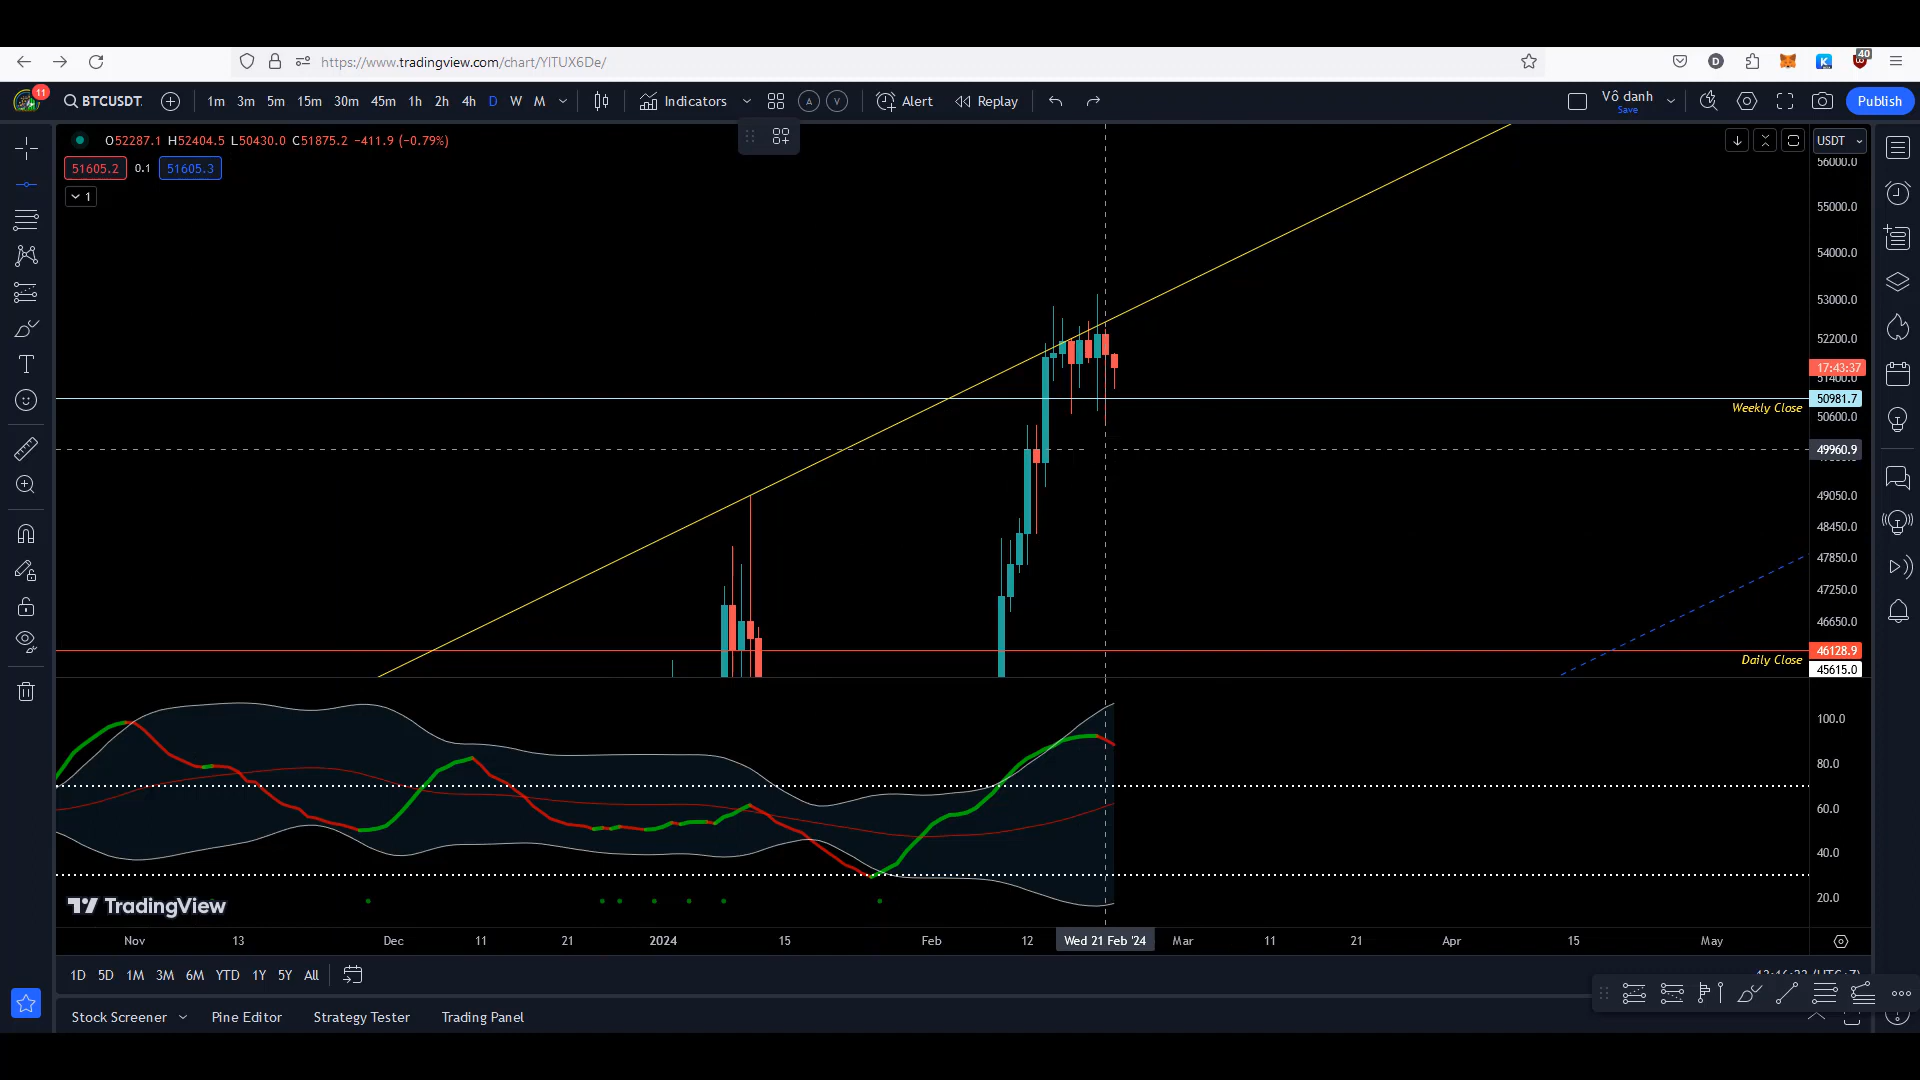 https://www.tradingview.com/chart/YITUX6De/
D
40
11
BTCUSDT.
1m 3m 5m 15m 30m 45m 1h 2h 4h D W M
Indicators
A V
Alert
Replay
Vô danh
Save
Publish
O52287.1 H52404.5 L50430.0 C51875.2 −411.9 (−0.79%)
51605.2 0.1 51605.3
1
USDT
56000.0
55000.0
54000.0
53000.0
52200.0
17:43:37
51400.0
50981.7
Weekly Close
50600.0
49960.9
49050.0
48450.0
47850.0
47250.0
46650.0
46128.9
Daily Close
45615.0
100.0
80.0
60.0
40.0
20.0
TradingView
Nov 13 Dec 11 21 2024 15 Feb 12 Wed 21 Feb '24 Mar 11 21 Apr 15 May
1D 5D 1M 3M 6M YTD 1Y 5Y All
Stock Screener Pine Editor Strategy Tester Trading Panel